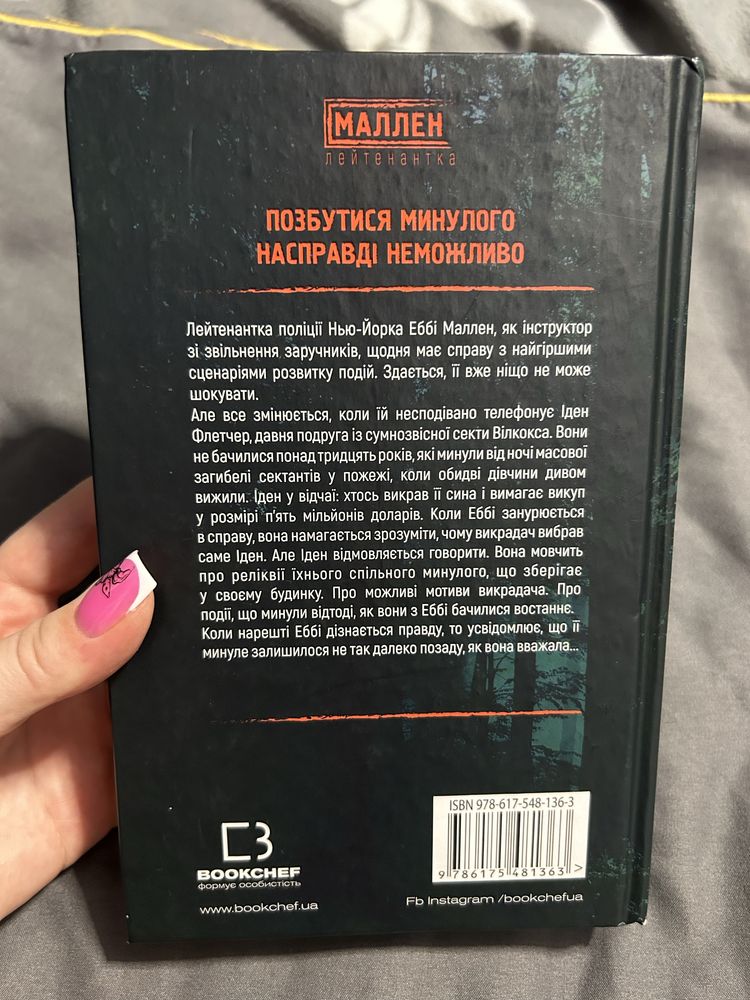 МАЛЛЕН
лейтенантка
ПОЗБУТИСЯ МИНУЛОГО
НАСПРАВДІ НЕМОЖЛИВО
Лейтенантка поліції Нью-Йорка Еббі Маллен, як інструктор
зі звільнення заручників, щодня має справу з найгіршими
сценаріями розвитку подій. Здається, її вже ніщо не може
шокувати.
Але все змінюється, коли їй несподівано телефонує Іден
Флетчер, давня подруга із сумнозвісної секти Вілкокса. Вони
не бачилися понад тридцять років, які минули від ночі масової
загибелі сектантів у пожежі, коли обидві дівчини дивом
вижили. Іден у відчаї: хтось викрав її сина і вимагає викуп
у розмірі п'ять мільйонів доларів. Коли Еббі занурюється
в справу, вона намагається зрозуміти, чому викрадач вибрав
саме Іден. Але Іден відмовляється говорити. Вона мовчить
про реліквії їхнього спільного минулого, що зберігає
у своєму будинку. Про можливі мотиви викрадача. Про
події, що минули відтоді, як вони з Еббі бачилися востаннє.
Коли нарешті Еббі дізнається правду, то усвідомлює, що її
минуле залишилося не так далеко позаду, як вона вважала...
ISBN 978-617-548-136-3
9 786175 481363 >
BOOKCHEF
формує особистість
www.bookchef.ua
Fb Instagram /bookchefua